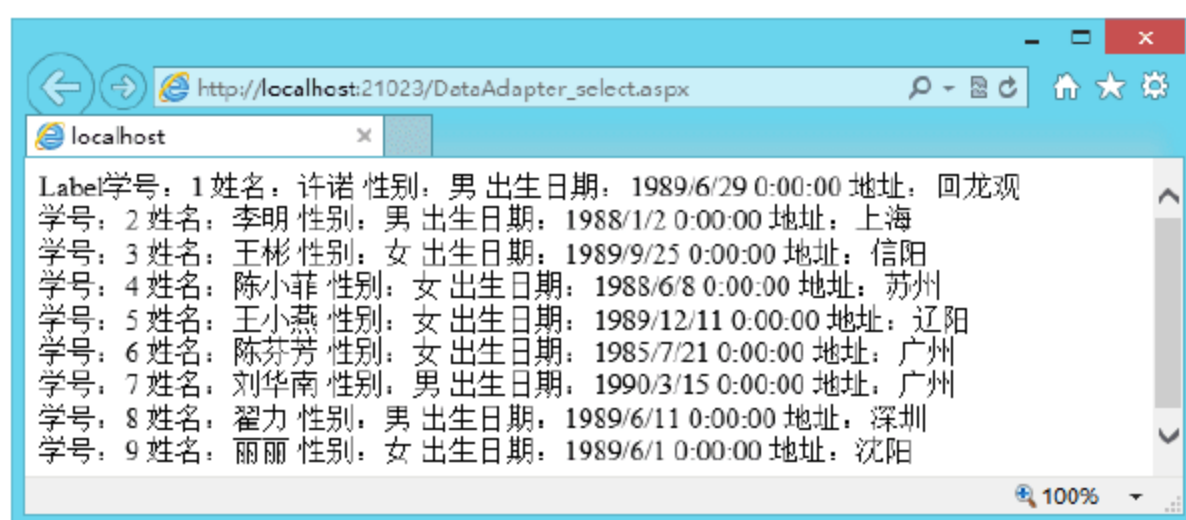 http://localhost:21023/DataAdapter_select.aspx
localhost
Label学号：1 姓名：许诺 性别：男 出生日期：1989/6/29 0:00:00 地址：回龙观
学号：2 姓名：李明 性别：男 出生日期：1988/1/2 0:00:00 地址：上海
学号：3 姓名：王彬 性别：女 出生日期：1989/9/25 0:00:00 地址：信阳
学号：4 姓名：陈小菲 性别：女 出生日期：1988/6/8 0:00:00 地址：苏州
学号：5 姓名：王小燕 性别：女 出生日期：1989/12/11 0:00:00 地址：辽阳
学号：6 姓名：陈芬芳 性别：女 出生日期：1985/7/21 0:00:00 地址：广州
学号：7 姓名：刘华南 性别：男 出生日期：1990/3/15 0:00:00 地址：广州
学号：8 姓名：翟力 性别：男 出生日期：1989/6/11 0:00:00 地址：深圳
学号：9 姓名：丽丽 性别：女 出生日期：1989/6/1 0:00:00 地址：沈阳
100%